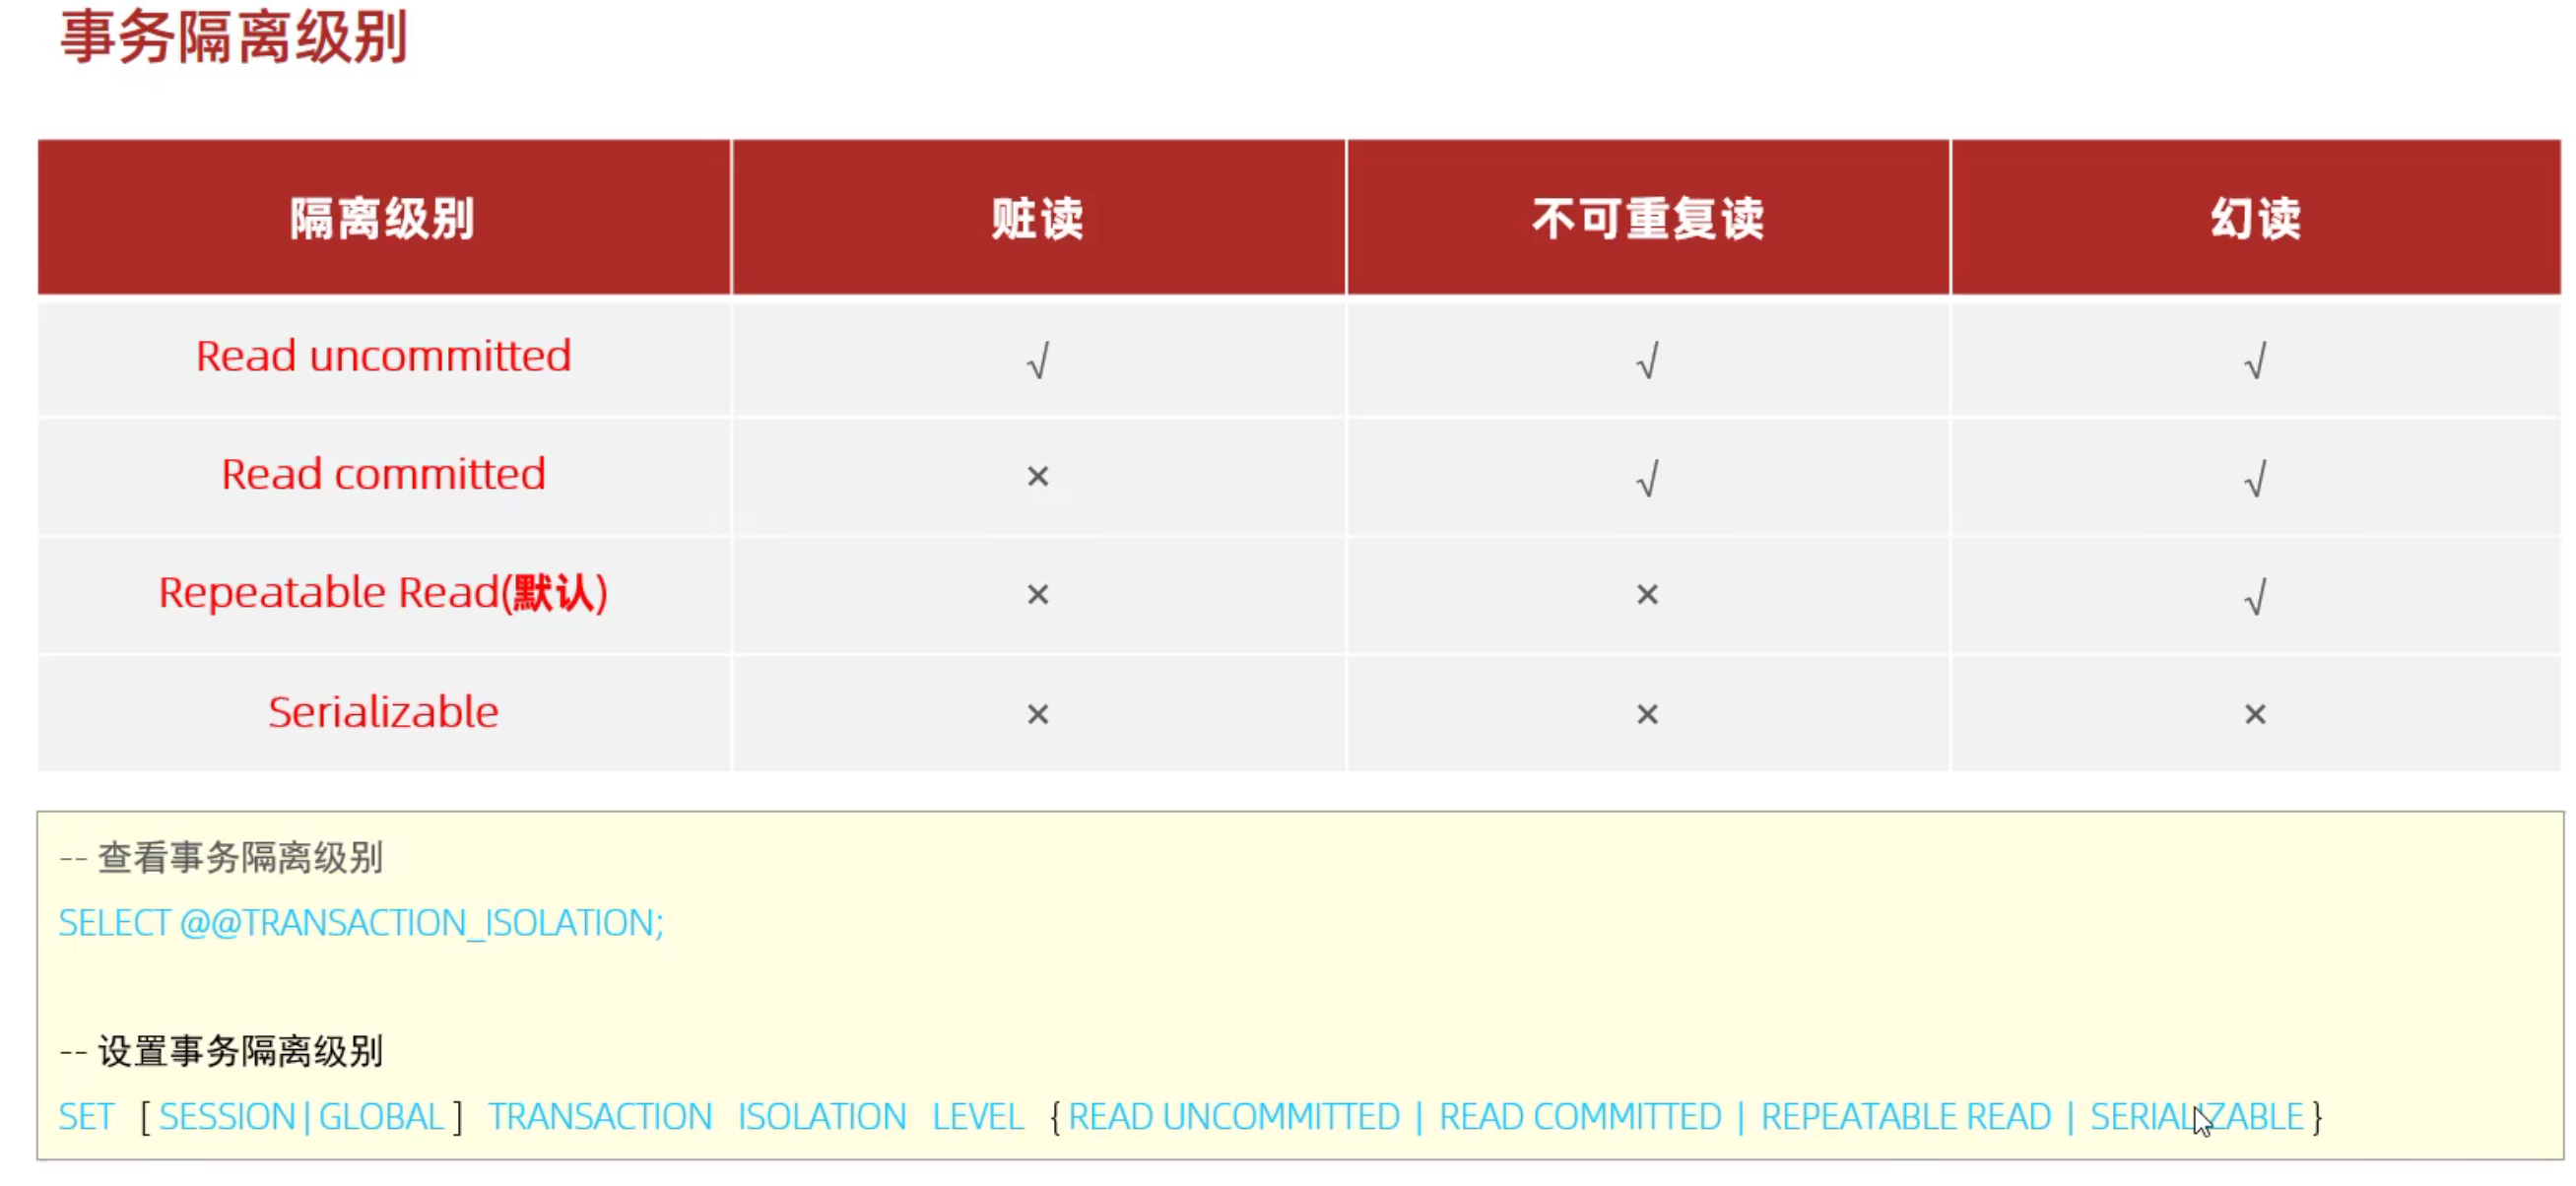 事务隔离级别
隔离级别 脏读 不可重复读 幻读
Read uncommitted √ √ √
Read committed × √ √
Repeatable Read(默认) × × √
Serializable × × ×
-- 查看事务隔离级别
SELECT @@TRANSACTION_ISOLATION;
-- 设置事务隔离级别
SET [ SESSION | GLOBAL ] TRANSACTION ISOLATION LEVEL { READ UNCOMMITTED | READ COMMITTED | REPEATABLE READ | SERIALIZABLE }